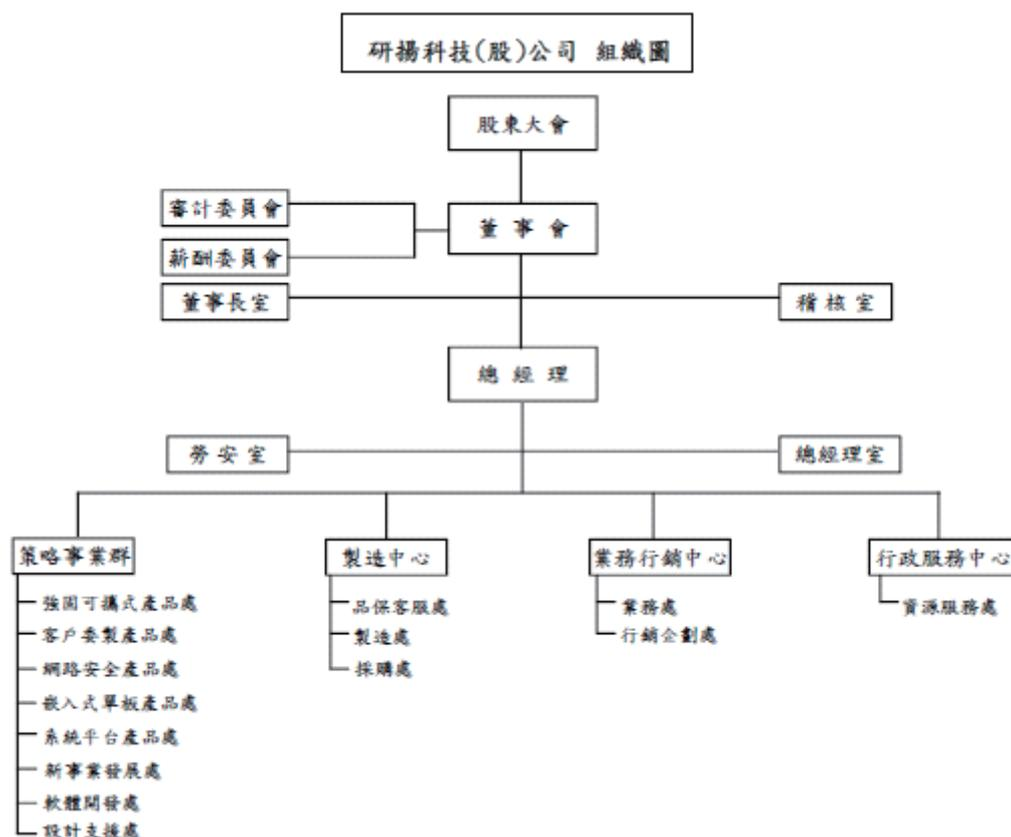 研揚科技(股)公司 組織圖
股東大會
審計委員會
董事會
薪酬委員會
董事長室
稽核室
總經理
勞安室
總經理室
策略事業群
製造中心
業務行銷中心
行政服務中心
強固可攜式產品處
客戶委製產品處
網路安全產品處
嵌入式單板產品處
系統平台產品處
新事業發展處
軟體開發處
設計支援處
品保客服處
製造處
採購處
業務處
行銷企劃處
資源服務處